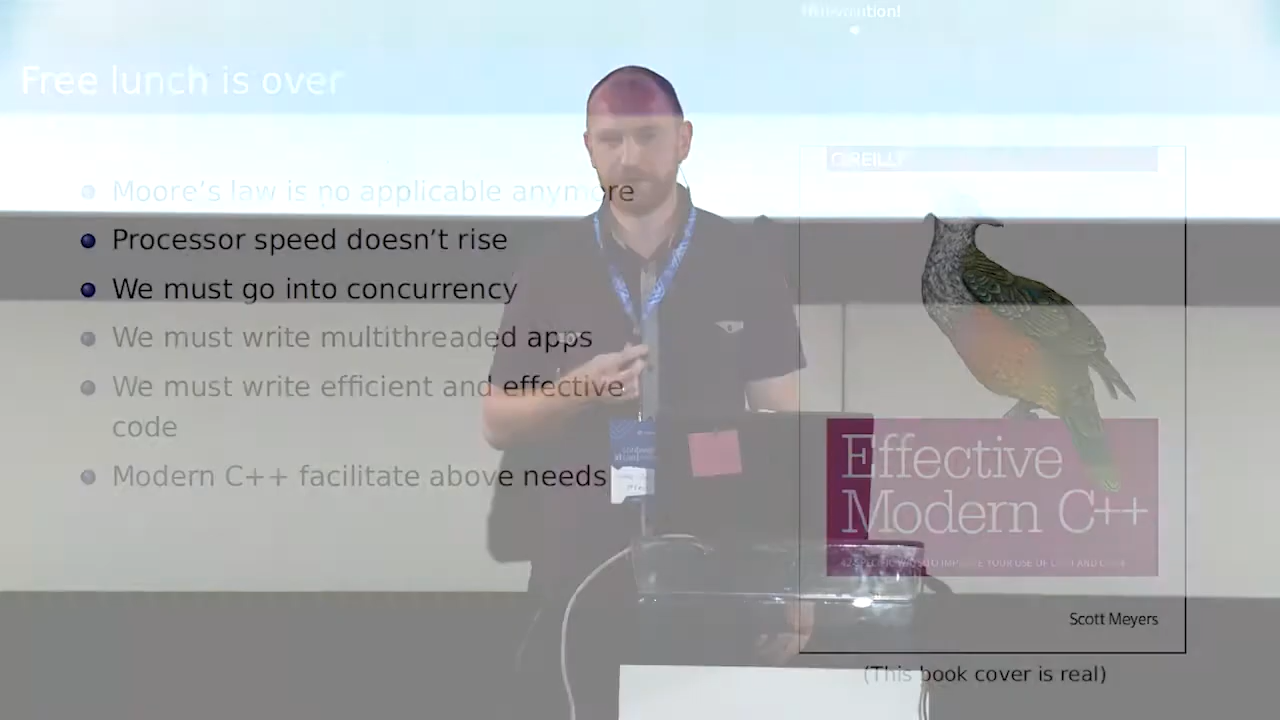 Free lunch is over
Moore's law is no applicable anymore
Processor speed doesn't rise
We must go into concurrency
We must write multithreaded apps
We must write efficient and effective
code
Modern C++ facilitate above needs
O'REILLY
Effective
Modern C++
Scott Meyers
(This book cover is real)